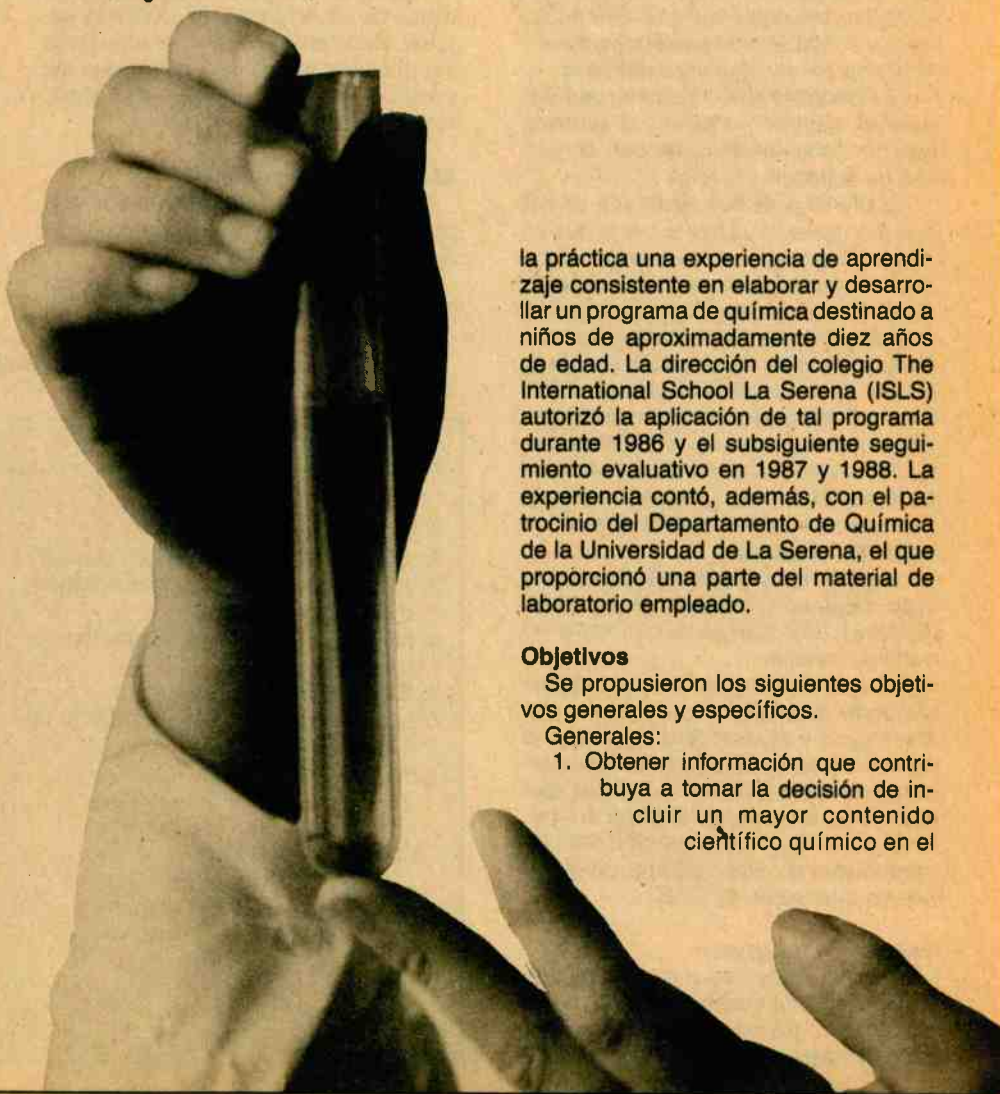 la práctica una experiencia de aprendi-
zaje consistente en elaborar y desarro-
llar un programa de química destinado a
niños de aproximadamente diez años
de edad. La dirección del colegio The
International School La Serena (ISLS)
autorizó la aplicación de tal programa
durante 1986 y el subsiguiente segui-
miento evaluativo en 1987 y 1988. La
experiencia contó, además, con el pa-
trocinio del Departamento de Química
de la Universidad de La Serena, el que
proporcionó una parte del material de
laboratorio empleado.
Objetivos
Se propusieron los siguientes objeti-
vos generales y específicos.
Generales:
1. Obtener información que contri-
buya a tomar la decisión de in-
cluir un mayor contenido
científico químico en el